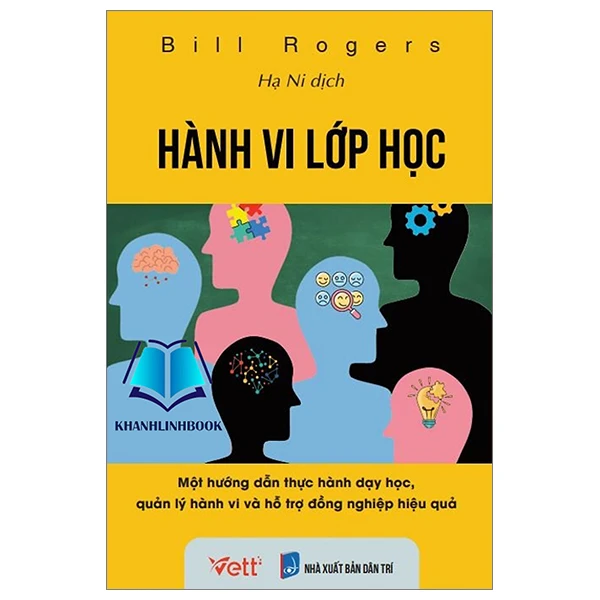 Bill Rogers
Hạ Ni dịch
HÀNH VI LỚP HỌC
KHANHLINHBOOK
Một hướng dẫn thực hành dạy học,
quản lý hành vi và hỗ trợ đồng nghiệp hiệu quả
Vett
NHÀ XUẤT BẢN DÂN TRÍ